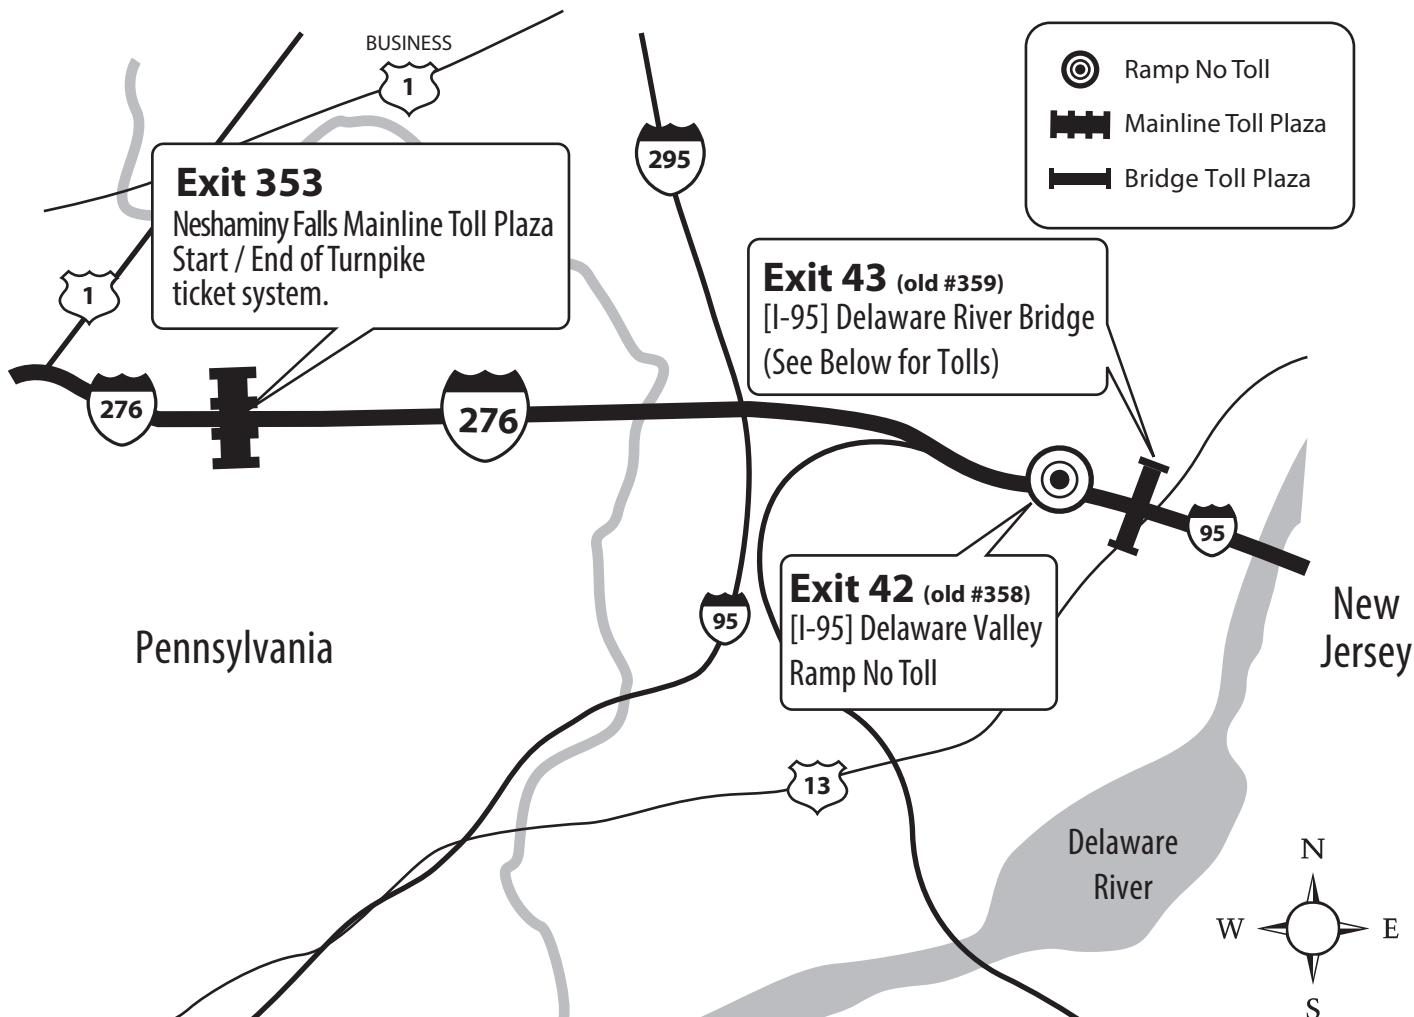 BUSINESS
1
295
Ramp No Toll
Mainline Toll Plaza
Bridge Toll Plaza
Exit 353
Neshaminy Falls Mainline Toll Plaza
Start / End of Turnpike
ticket system.
1
Exit 43 (old #359)
[I-95] Delaware River Bridge
(See Below for Tolls)
276
276
95
Exit 42 (old #358)
[I-95] Delaware Valley
Ramp No Toll
95
New
Jersey
Pennsylvania
13
Delaware
River
N
W
E
S